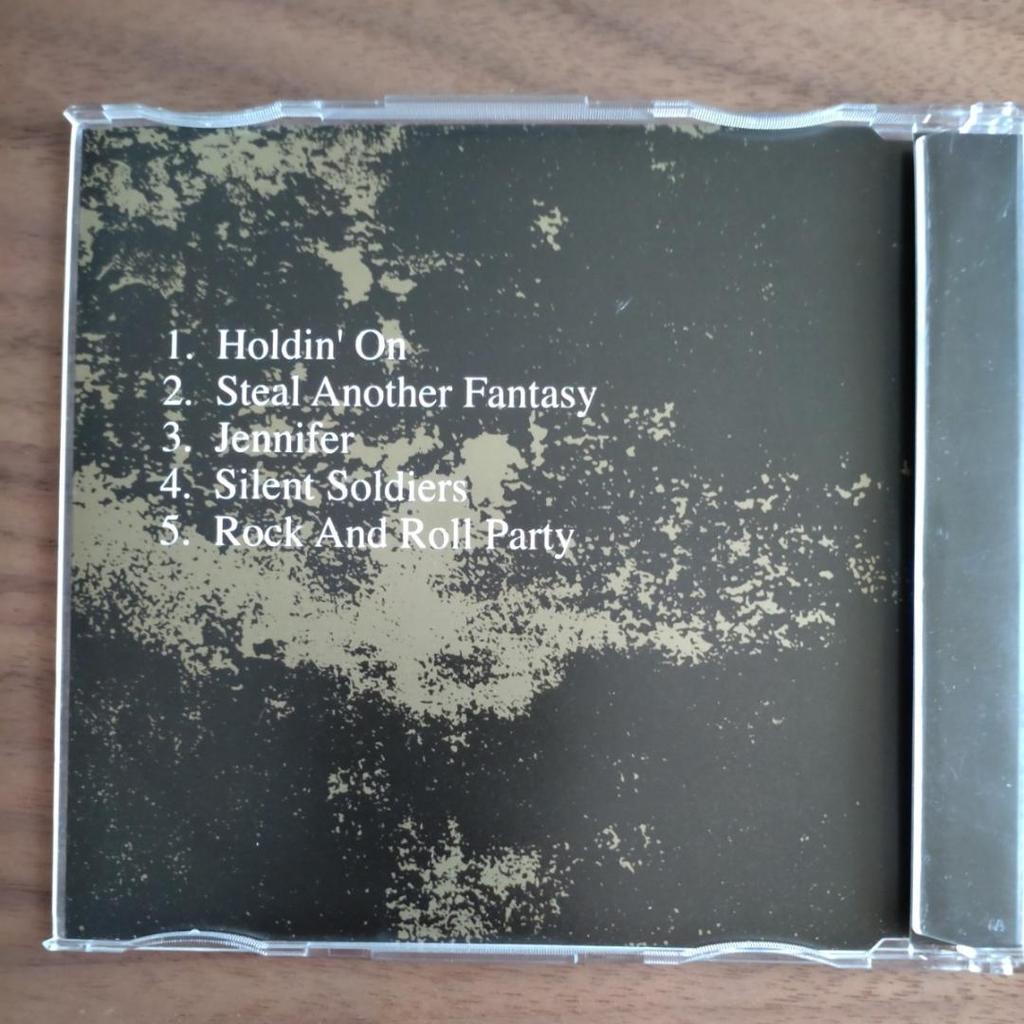 1. Holdin' On
2. Steal Another Fantasy
3. Jennifer
4. Silent Soldiers
5. Rock And Roll Party